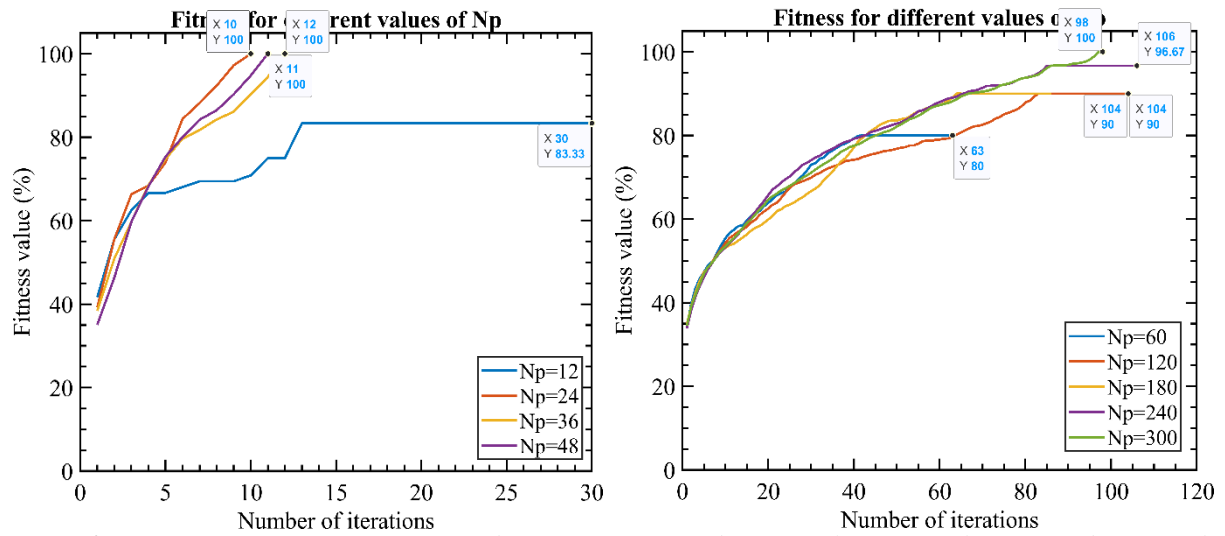 Fitn for erent values of Np
X 10
Y 100
X 12
Y 100
X 11
Y 100
X 30
Y 83.33
100
80
60
40
20
0
Fitness value (%)
Np=12
Np=24
Np=36
Np=48
0 5 10 15 20 25 30
Number of iterations
Fitness for different values o
X 98
Y 100
X 106
Y 96.67
X 104
Y 90
X 104
Y 90
X 63
Y 80
100
80
60
40
20
0
Fitness value (%)
Np=60
Np=120
Np=180
Np=240
Np=300
0 20 40 60 80 100 120
Number of iterations